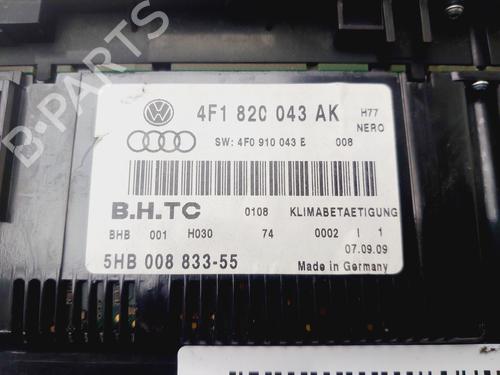 B-PARTS
4F1 820 043 AK H77
NERO
SW: 4F0 910 043 E 008
B.H.TC 0108 KLIMABETAETIGUNG
BHB 001 H030 74 0002 I 1
07.09.09
5HB 008 833-55 Made in Germany